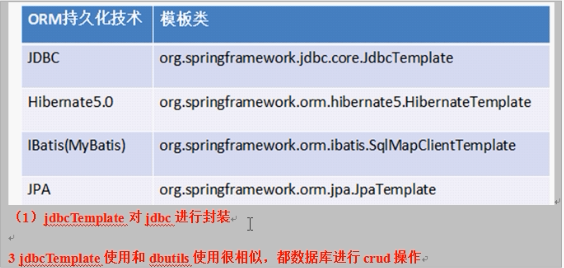 ORM持久化技术 模板类
JDBC org.springframework.jdbc.core.JdbcTemplate
Hibernate5.0 org.springframework.orm.hibernate5.HibernateTemplate
IBatis(MyBatis) org.springframework.orm.ibatis.SqlMapClientTemplate
JPA org.springframework.orm.jpa.JpaTemplate
（1）jdbcTemplate 对 jdbc 进行封装
3 jdbcTemplate 使用和 dbutils 使用很相似，都数据库进行 crud 操作